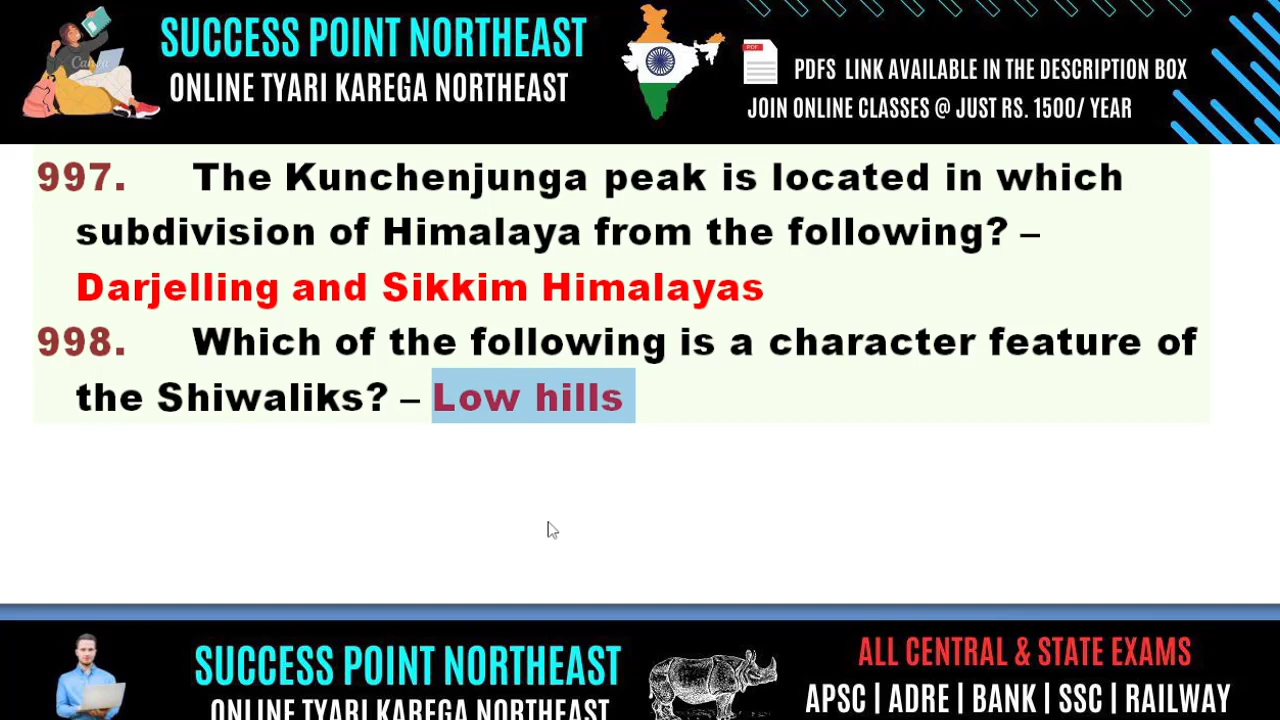 SUCCESS POINT NORTHEAST
ONLINE TYARI KAREGA NORTHEAST
Canva
PDF
PDFS LINK AVAILABLE IN THE DESCRIPTION BOX
JOIN ONLINE CLASSES @ JUST RS. 1500/ YEAR
997. The Kunchenjunga peak is located in which
subdivision of Himalaya from the following? –
Darjelling and Sikkim Himalayas
998. Which of the following is a character feature of
the Shiwaliks? – Low hills
SUCCESS POINT NORTHEAST
ONLINE TYARI KAREGA NORTHEAST
ALL CENTRAL & STATE EXAMS
APSC | ADRE | BANK | SSC | RAILWAY